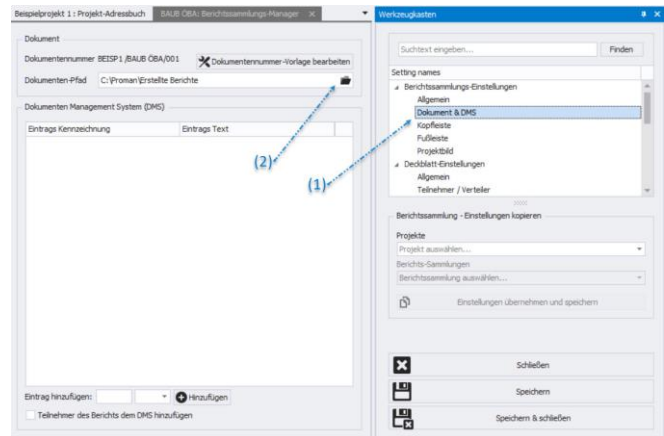 Beispielprojekt 1 : Projekt-Adressbuch
BAUB ÖBA: Berichtssammlungs-Manager
Dokument
Dokumentennummer BEISP1 /BAUB ÖBA/001
Dokumentennummer-Vorlage bearbeiten
Dokumenten-Pfad C:\Proman\Erstellte Berichte
Dokumenten Management System (DMS)
Eintrags Kennzeichnung Eintrags Text
(2)
(1)
Eintrag hinzufügen: Hinzufügen
Teilnehmer des Berichts dem DMS hinzufügen
Werkzeugkasten
Suchtext eingeben... Finden
Setting names
Berichtssammlungs-Einstellungen
Allgemein
Dokument & DMS
Kopfleiste
Fußleiste
Projektbild
Deckblatt-Einstellungen
Allgemein
Teilnehmer / Verteiler
Berichtssammlung - Einstellungen kopieren
Projekte
Projekt auswählen...
Berichts-Sammlungen
Berichtssammlung auswählen...
Einstellungen übernehmen und speichern
Schließen
Speichern
Speichern & schließen